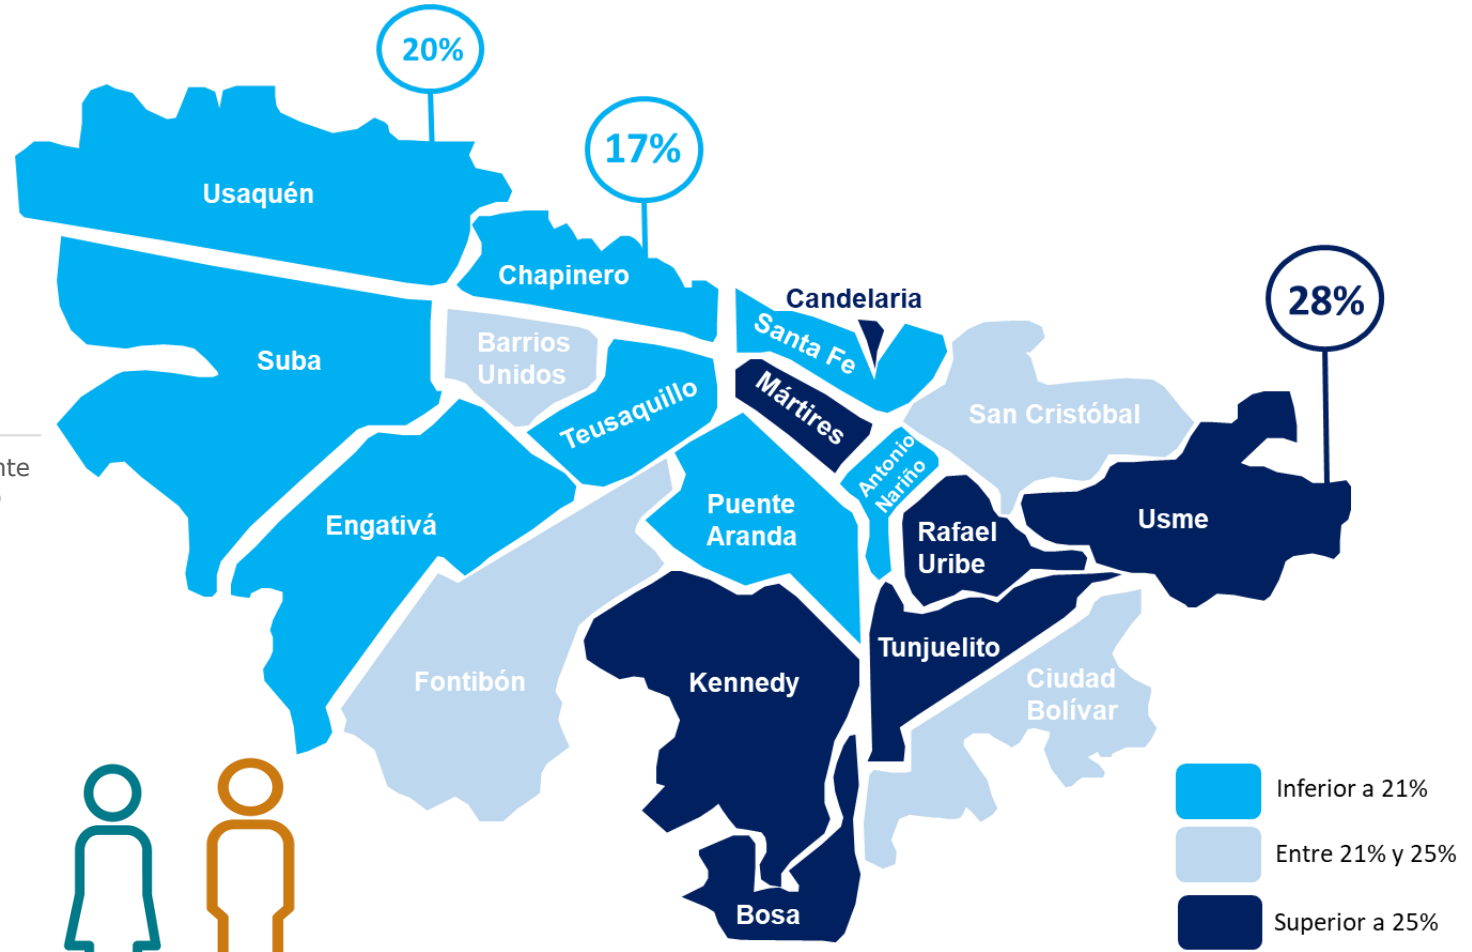 20%
17%
Usaquén
Chapinero
28%
Candelaria
Santa Fe
Suba
Barrios
Unidos
Teusaquillo
Mártires
San Cristóbal
Antonio
Nariño
Engativá
Puente
Aranda
Rafael
Uribe
Usme
Fontibón
Kennedy
Tunjuelito
Ciudad
Bolívar
Bosa
Inferior a 21%
Entre 21% y 25%
Superior a 25%
nte